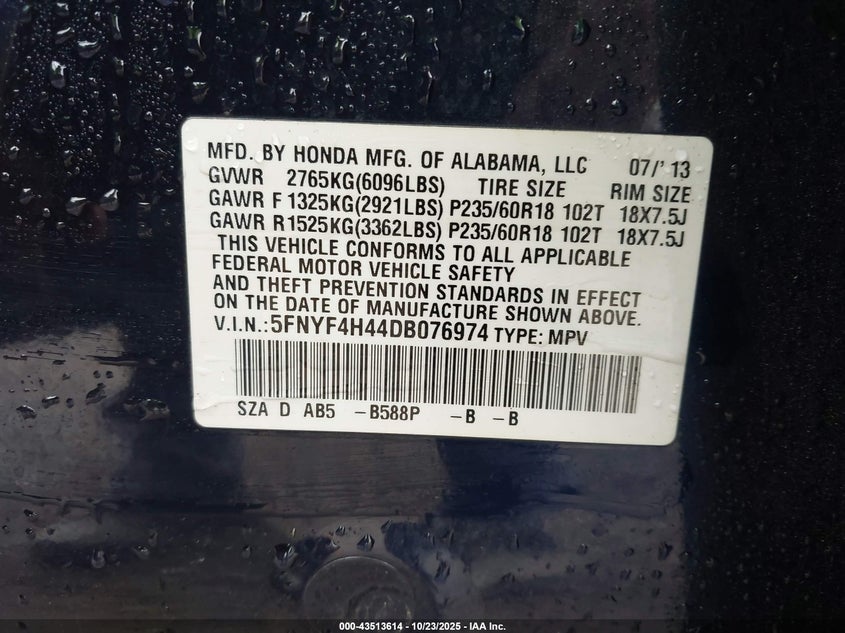 MFD. BY HONDA MFG. OF ALABAMA, LLC 07/'13
GVWR 2765KG(6096LBS) TIRE SIZE RIM SIZE
GAWR F 1325KG(2921LBS) P235/60R18 102T 18X7.5J
GAWR R1525KG(3362LBS) P235/60R18 102T 18X7.5J
THIS VEHICLE CONFORMS TO ALL APPLICABLE
FEDERAL MOTOR VEHICLE SAFETY
AND THEFT PREVENTION STANDARDS IN EFFECT
ON THE DATE OF MANUFACTURE SHOWN ABOVE.
V.I.N.:5FNYF4H44DB076974 TYPE: MPV
SZA D AB5 -B588P -B -B
000-43513614 - 10/23/2025 - IAA Inc.